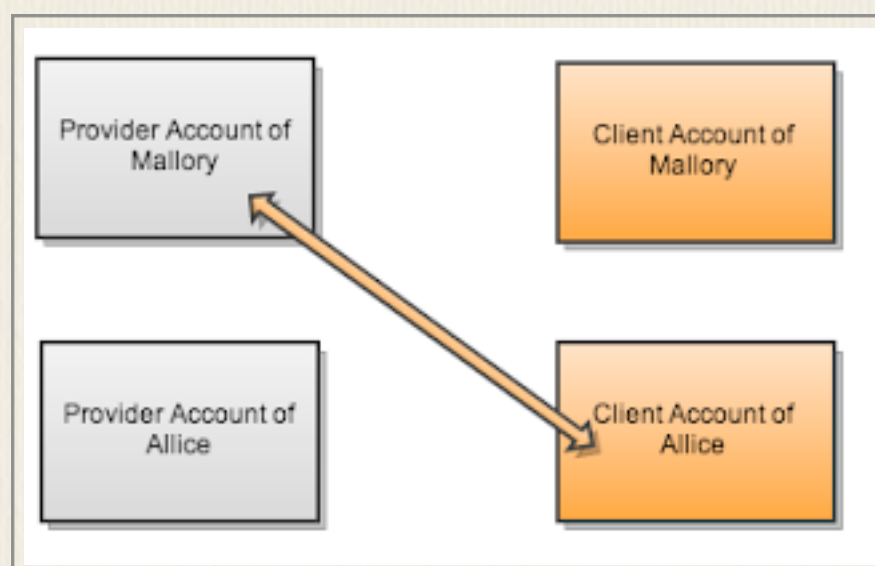 Provider Account of
Mallory
Client Account of
Mallory
Provider Account of
Allice
Client Account of
Allice